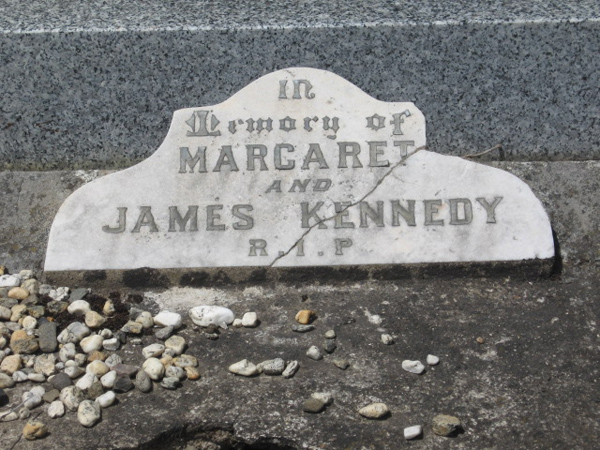 In
Memory of
MARGARET
AND
JAMES KENNEDY
R.I.P